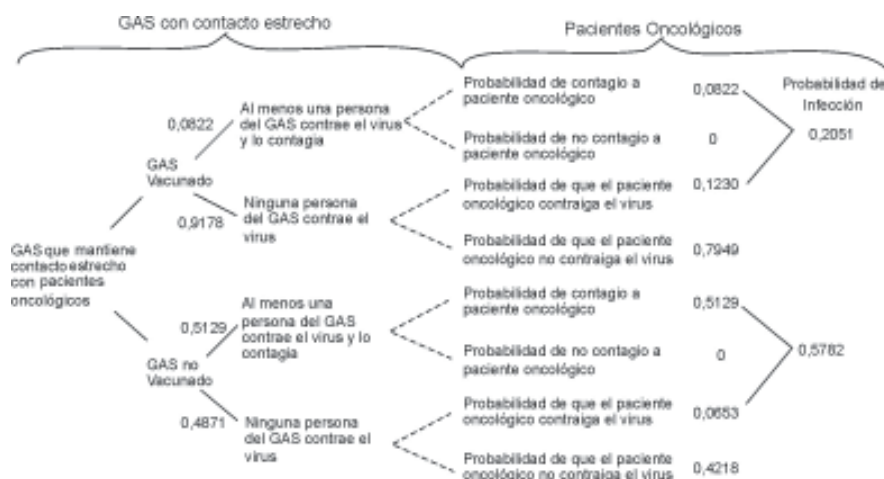 GAS con contacto estrecho
Pacientes Oncológicos
Probabilidad de
Infección
0,2051
0,5782
GAS que mantiene
contacto estrecho
con pacientes
oncológicos
GAS
Vacunado
0,0822
Al menos una persona
del GAS contrae el virus
y lo contagia
Probabilidad de contagio a
paciente oncológico
0,0822
Probabilidad de no contagio a
paciente oncológico
0
0,9178
Ninguna persona
del GAS contrae el
virus
Probabilidad de que el paciente
oncológico contraiga el virus
0,1230
Probabilidad de que el paciente
oncológico no contraiga el virus
0,7949
GAS no
Vacunado
0,5129
Al menos una
persona del GAS
contrae el virus y lo
contagia
Probabilidad de contagio a
paciente oncológico
0,5129
Probabilidad de no contagio a
paciente oncológico
0
0,4871
Ninguna persona
del GAS contrae el
virus
Probabilidad de que el paciente
oncológico contraiga el virus
0,0653
Probabilidad de que el paciente
oncológico no contraiga el virus
0,4218